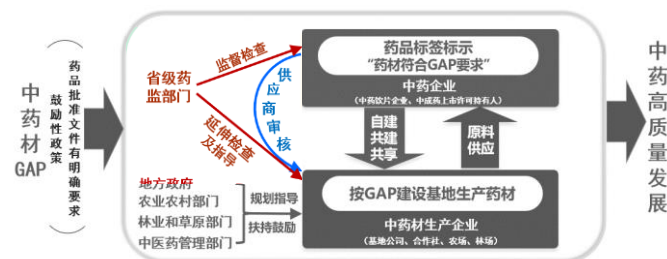 中药材GAP
药品批准文件有明确要求
鼓励性政策
省级药
监部门
监督检查
供应商审核
延伸检查
及指导
药品标签标示
“药材符合GAP要求”
中药企业
(中药饮片企业、中成药上市许可持有人)
自建
共建
共享
原料
供应
地方政府
农业农村部门
林业和草原部门
中医药管理部门
规划指导
扶持鼓励
按GAP建设基地生产药材
中药材生产企业
(基地公司、合作社、农场、林场)
中药高质量发展